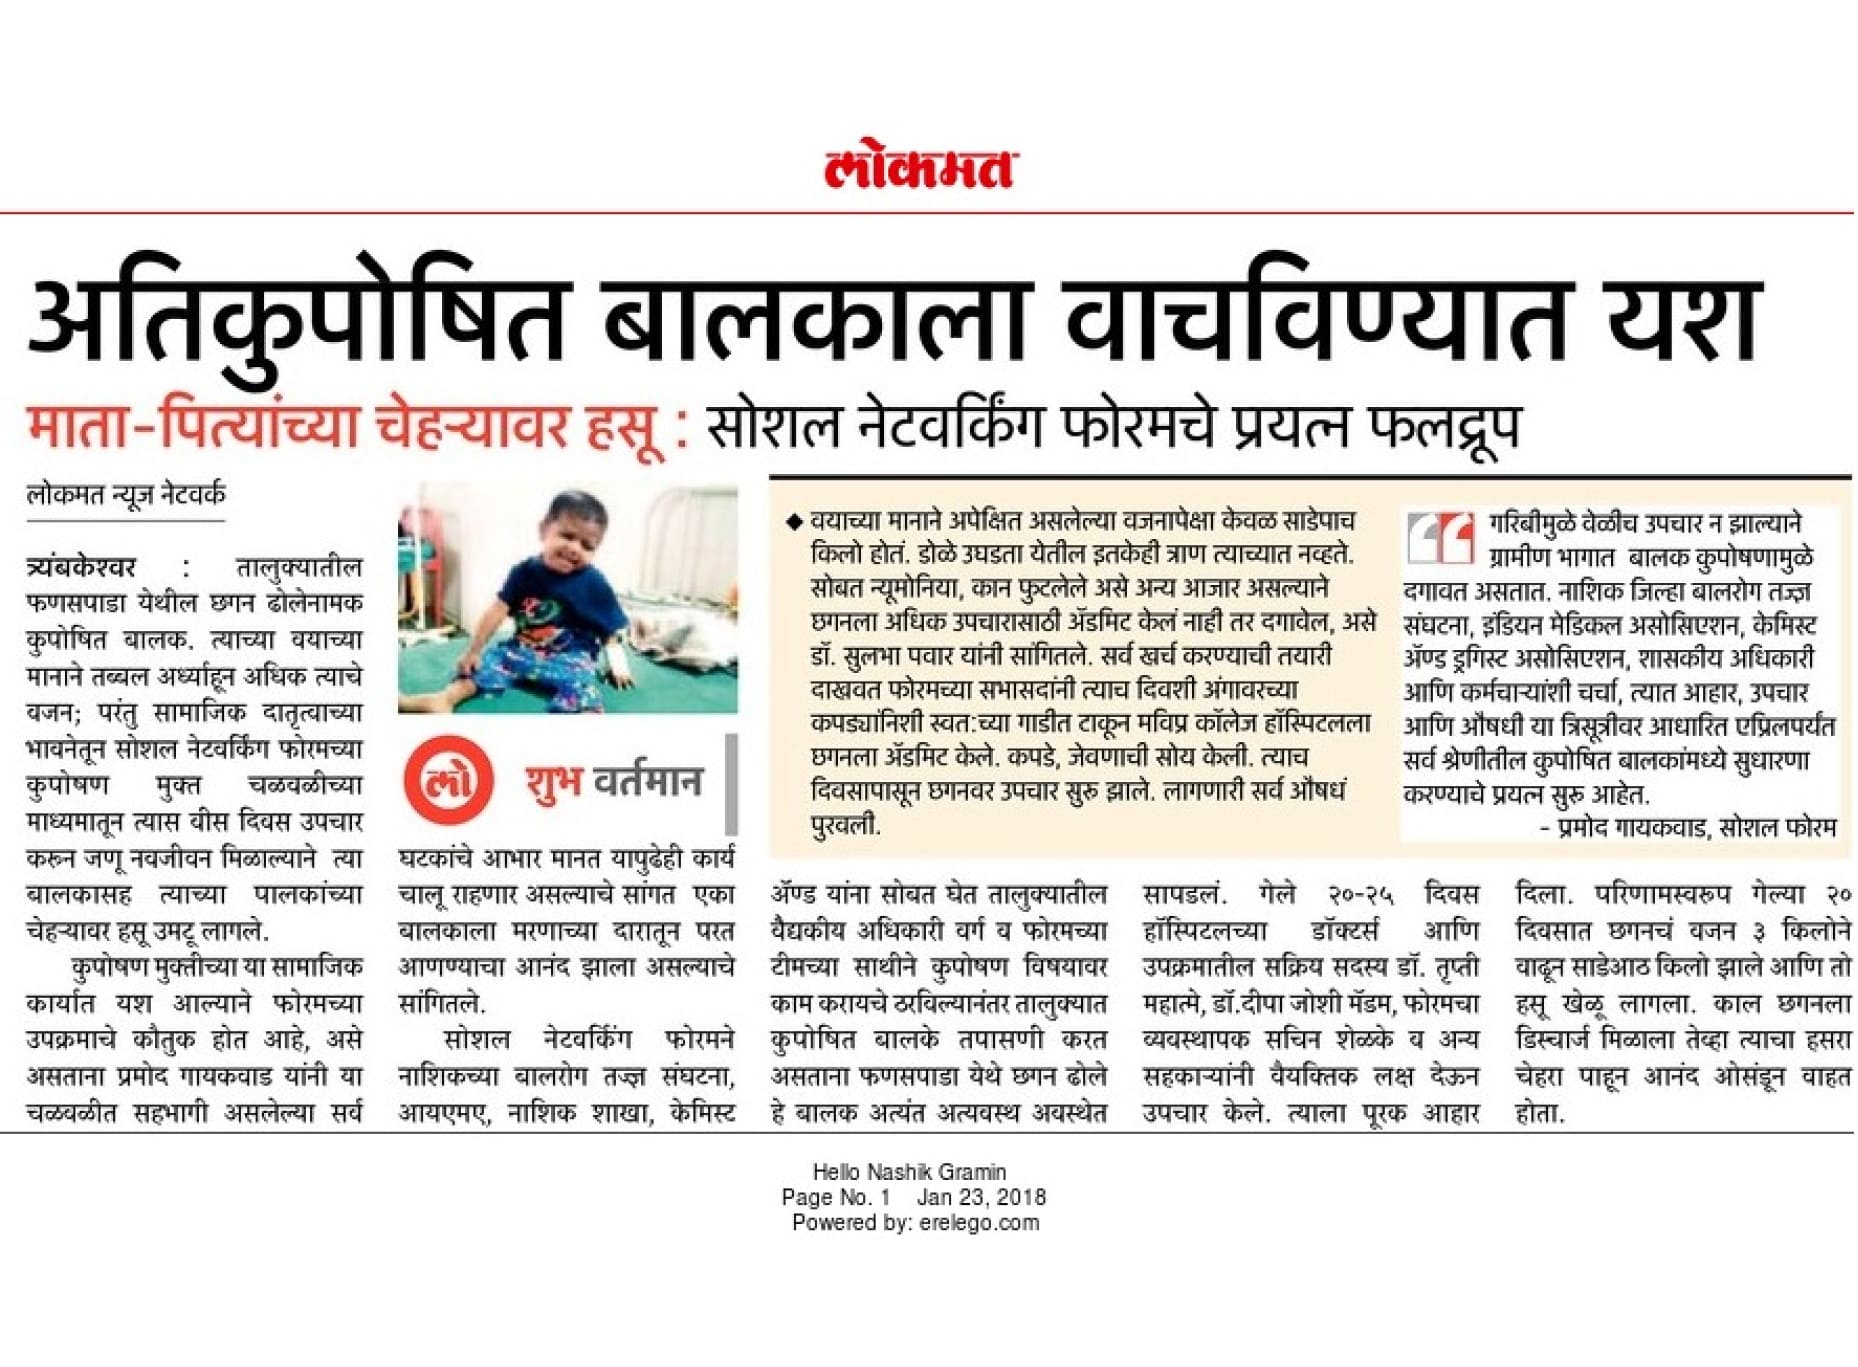 लोकमत
अतिकुपोषित बालकाला वाचविण्यात यश
माता-पित्यांच्या चेहऱ्यावर हसू : सोशल नेटवर्किंग फोरमचे प्रयत्न फलद्रूप
लोकमत न्यूज नेटवर्क
त्र्यंबकेश्वर : तालुक्यातील
फणसपाडा येथील छगन ढोलेनामक
कुपोषित बालक. त्याच्या वयाच्या
मानाने तब्बल अर्ध्याहून अधिक त्याचे
वजन; परंतु सामाजिक दातृत्वाच्या
भावनेतून सोशल नेटवर्किंग फोरमच्या
कुपोषण मुक्त चळवळीच्या
माध्यमातून त्यास वीस दिवस उपचार
करून जणू नवजीवन मिळाल्याने त्या
बालकासह त्याच्या पालकांच्या
चेहऱ्यावर हसू उमटू लागले.
कुपोषण मुक्तीच्या या सामाजिक
कार्यात यश आल्याने फोरमच्या
उपक्रमाचे कौतुक होत आहे, असे
असताना प्रमोद गायकवाड यांनी या
चळवळीत सहभागी असलेल्या सर्व
लो शुभ वर्तमान
घटकांचे आभार मानत यापुढेही कार्य
चालू राहणार असल्याचे सांगत एका
बालकाला मरणाच्या दारातून परत
आणण्याचा आनंद झाला असल्याचे
सांगितले.
सोशल नेटवर्किंग फोरमने
नाशिकच्या बालरोग तज्ज्ञ संघटना,
आयएमए, नाशिक शाखा, केमिस्ट
◆ वयाच्या मानाने अपेक्षित असलेल्या वजनापेक्षा केवळ साडेपाच
किलो होतं. डोळे उघडता येतील इतकेही त्राण त्याच्यात नव्हते.
सोबत न्यूमोनिया, कान फुटलेले असे अन्य आजार असल्याने
छगनला अधिक उपचारासाठी ॲडमिट केलं नाही तर दगावेल, असे
डॉ. सुलभा पवार यांनी सांगितले. सर्व खर्च करण्याची तयारी
दाखवत फोरमच्या सभासदांनी त्याच दिवशी अंगावरच्या
कपड्यांनिशी स्वत:च्या गाडीत टाकून मविप्र कॉलेज हॉस्पिटलला
छगनला ॲडमिट केले. कपडे, जेवणाची सोय केली. त्याच
दिवसापासून छगनवर उपचार सुरू झाले. लागणारी सर्व औषधं
पुरवली.
गरिबीमुळे वेळीच उपचार न झाल्याने
ग्रामीण भागात बालक कुपोषणामुळे
दगावत असतात. नाशिक जिल्हा बालरोग तज्ज्ञ
संघटना, इंडियन मेडिकल असोसिएशन, केमिस्ट
ॲण्ड ड्रगिस्ट असोसिएशन, शासकीय अधिकारी
आणि कर्मचाऱ्यांशी चर्चा, त्यात आहार, उपचार
आणि औषधी या त्रिसूत्रीवर आधारित एप्रिलपर्यंत
सर्व श्रेणीतील कुपोषित बालकांमध्ये सुधारणा
करण्याचे प्रयत्न सुरू आहेत.
- प्रमोद गायकवाड, सोशल फोरम
ॲण्ड यांना सोबत घेत तालुक्यातील
वैद्यकीय अधिकारी वर्ग व फोरमच्या
टीमच्या साथीने कुपोषण विषयावर
काम करायचे ठरविल्यानंतर तालुक्यात
कुपोषित बालके तपासणी करत
असताना फणसपाडा येथे छगन ढोले
हे बालक अत्यंत अत्यवस्थ अवस्थेत
सापडलं. गेले २०-२५ दिवस
हॉस्पिटलच्या डॉक्टर्स आणि
उपक्रमातील सक्रिय सदस्य डॉ. तृप्ती
महात्मे, डॉ.दीपा जोशी मॅडम, फोरमचा
व्यवस्थापक सचिन शेळके व अन्य
सहकाऱ्यांनी वैयक्तिक लक्ष देऊन
उपचार केले. त्याला पूरक आहार
दिला. परिणामस्वरूप गेल्या २०
दिवसात छगनचं वजन ३ किलोने
वाढून साडेआठ किलो झाले आणि तो
हसू खेळू लागला. काल छगनला
डिस्चार्ज मिळाला तेव्हा त्याचा हसरा
चेहरा पाहून आनंद ओसंडून वाहत
होता.
Hello Nashik Gramin
Page No. 1 Jan 23, 2018
Powered by: erelego.com